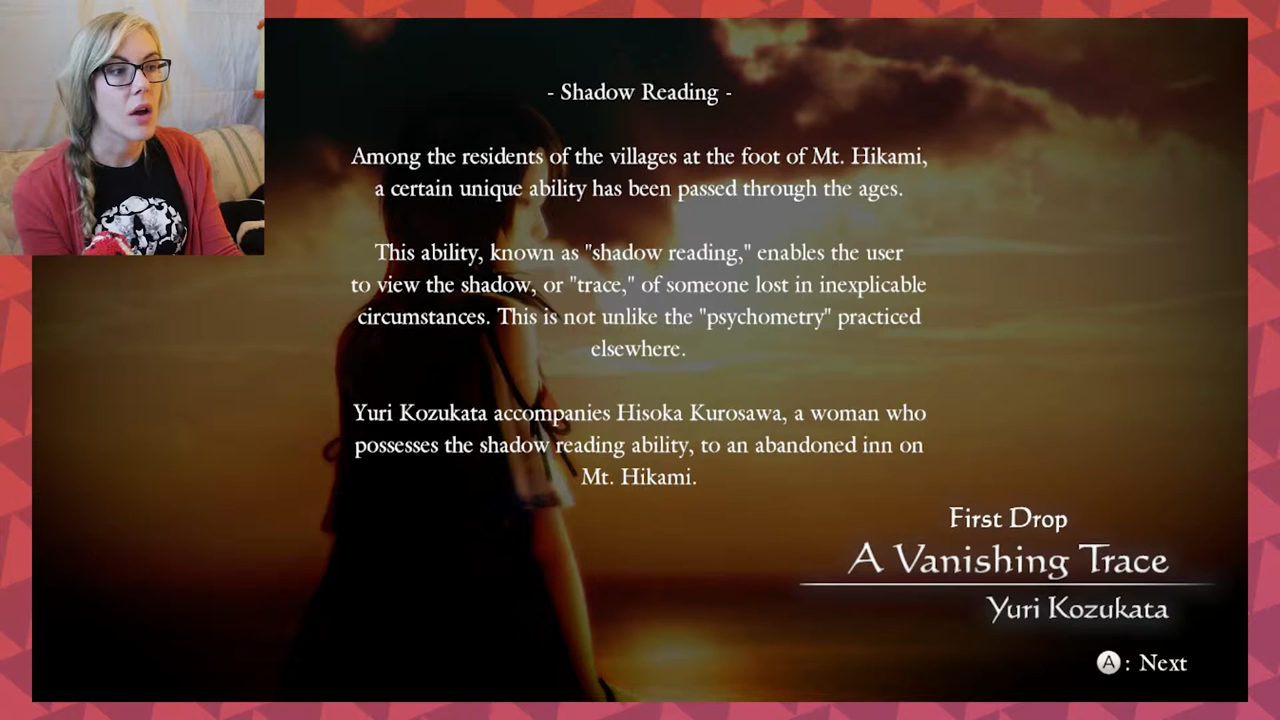 - Shadow Reading -
Among the residents of the villages at the foot of Mt. Hikami,
a certain unique ability has been passed through the ages.
This ability, known as "shadow reading," enables the user
to view the shadow, or "trace," of someone lost in inexplicable
circumstances. This is not unlike the "psychometry" practiced
elsewhere.
Yuri Kozukata accompanies Hisoka Kurosawa, a woman who
possesses the shadow reading ability, to an abandoned inn on
Mt. Hikami.
First Drop
A Vanishing Trace
Yuri Kozukata
A: Next